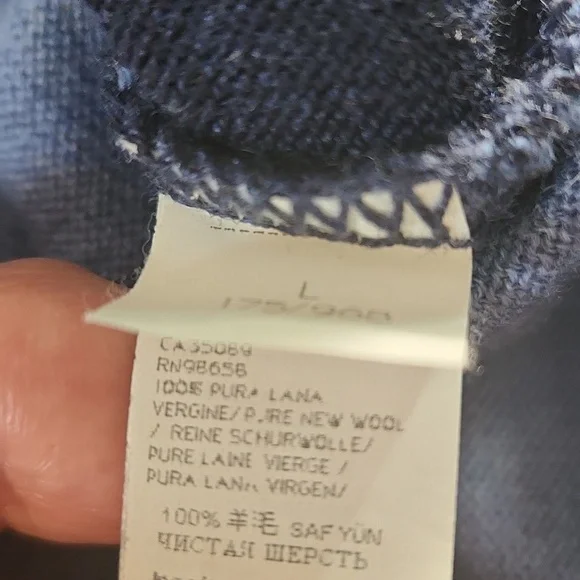 L
175/96B
CA35089
RN98658
100% PURA LANA
VERGINE/ PURE NEW WOOL
/ REINE SCHURWOLLE/
PURE LAINE VIERGE /
PURA LANA VIRGEN/
100% 羊毛 SAF YÜN
ЧИСТАЯ ШЕРСТЬ